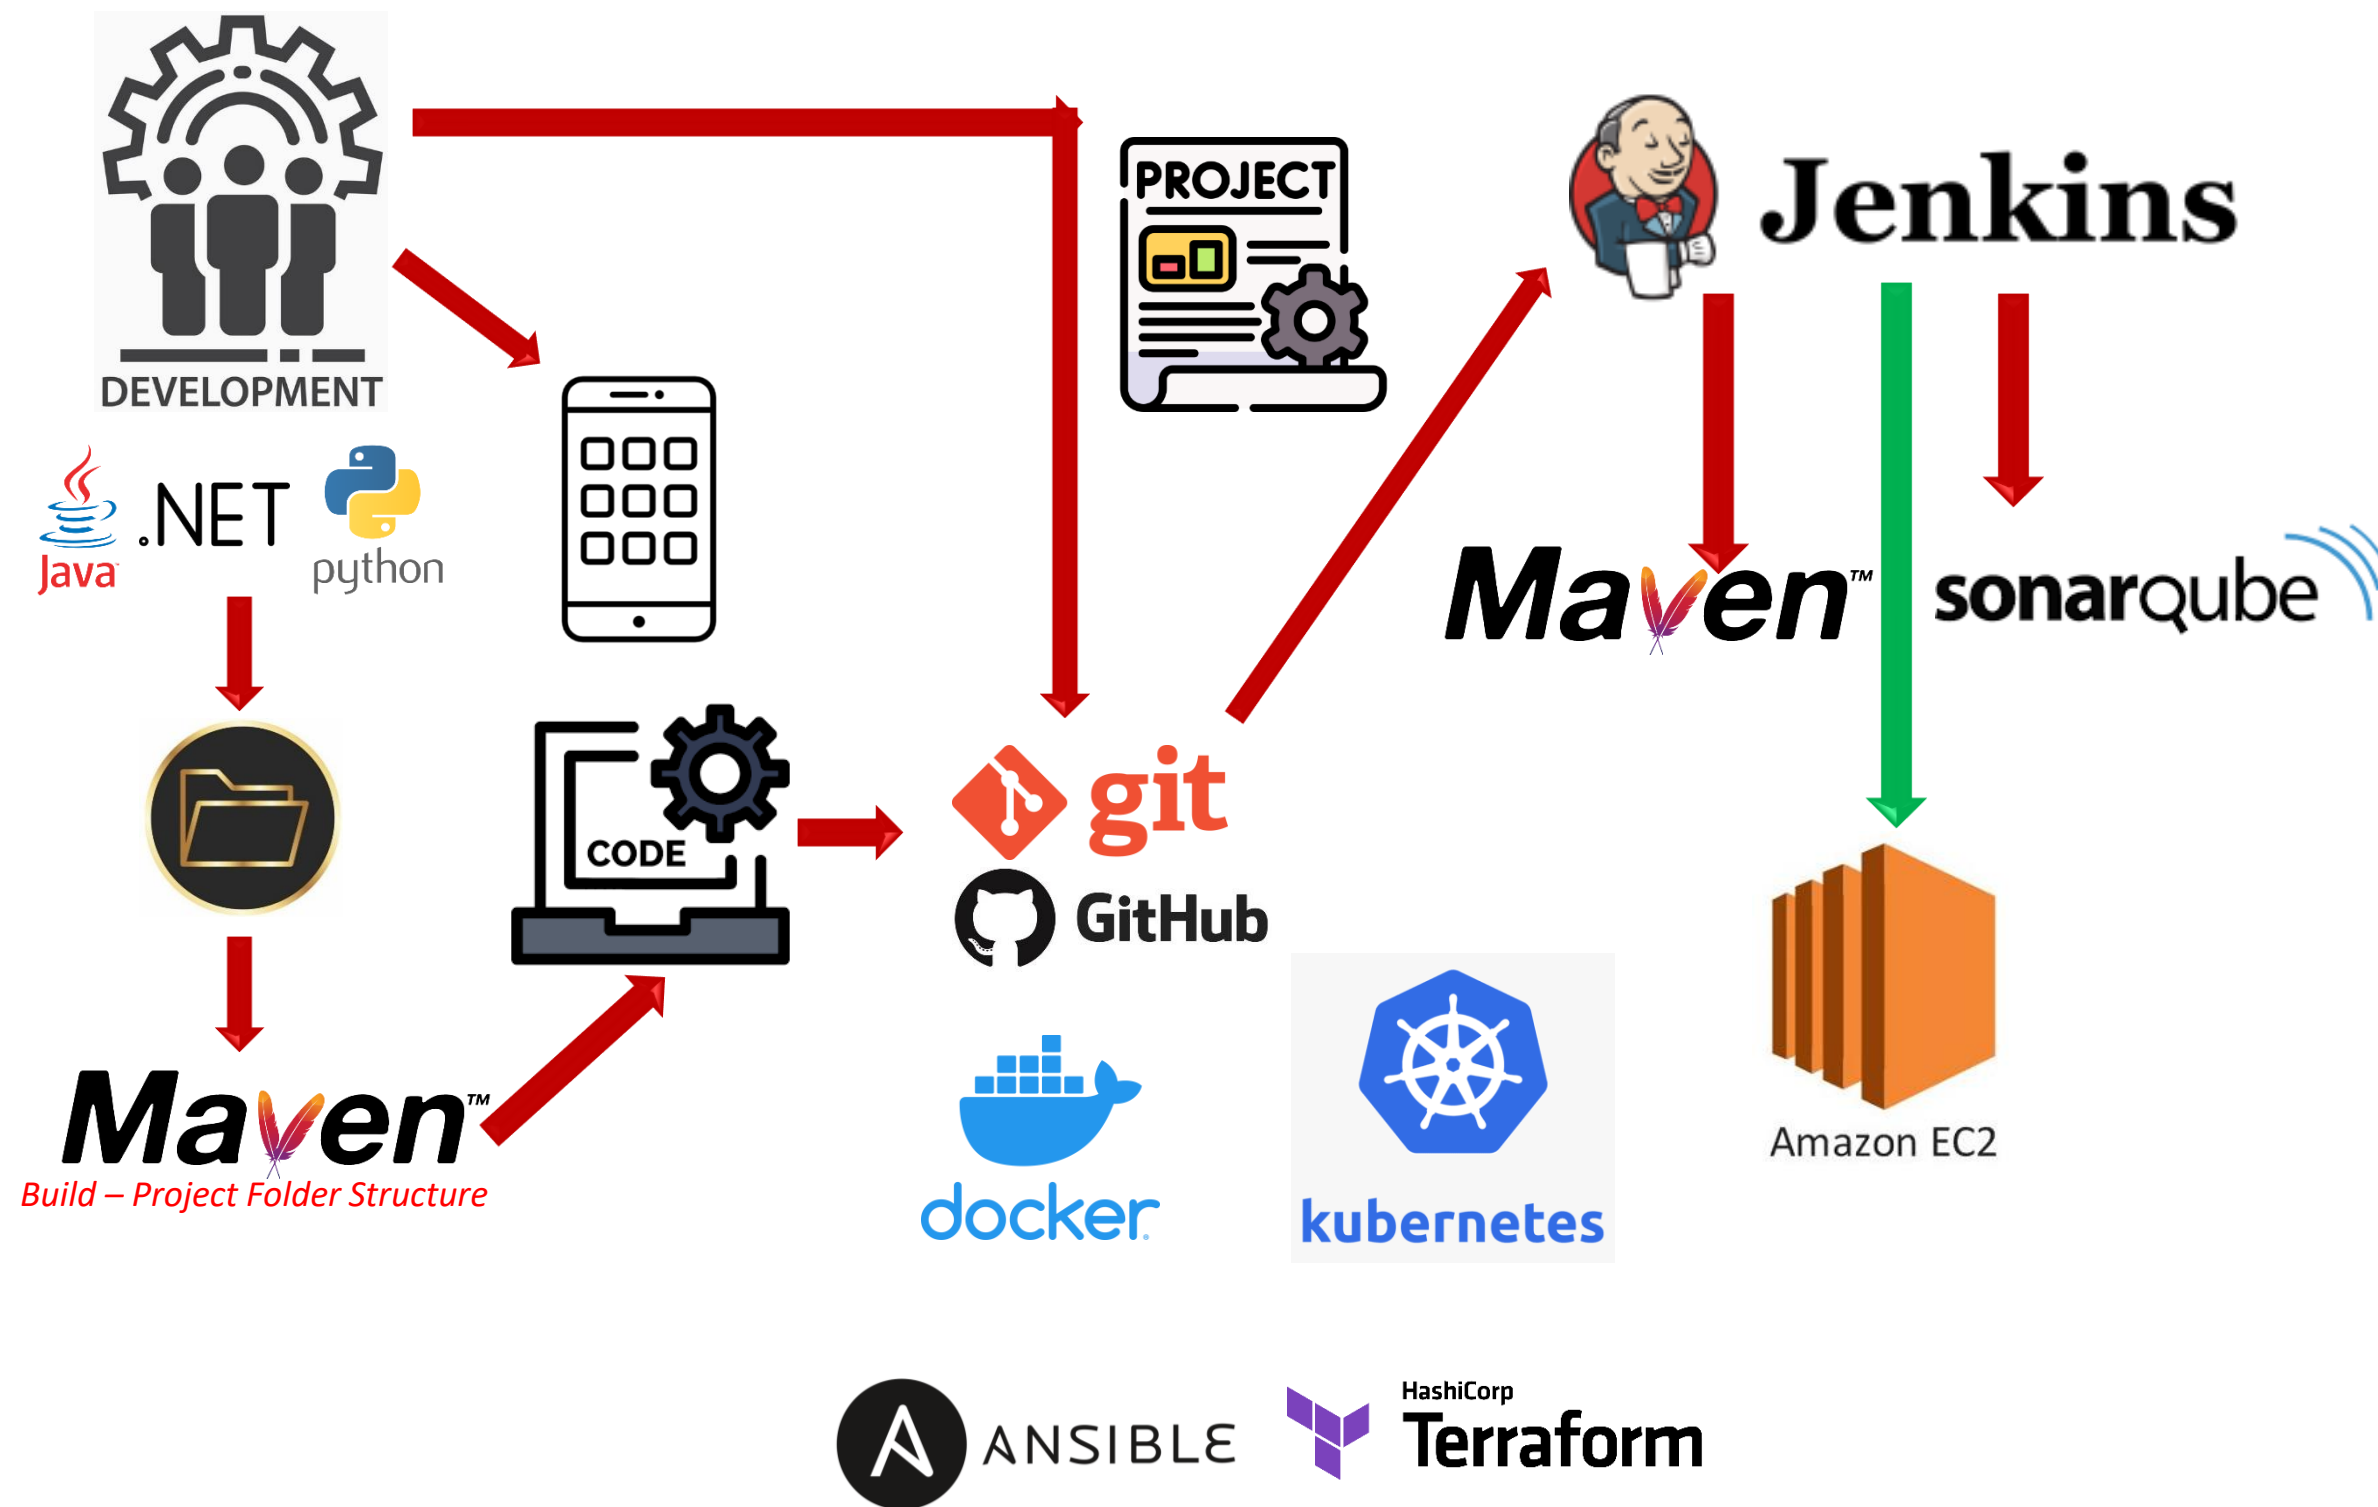 DEVELOPMENT
PROJECT
Jenkins
Java
.NET
python
Maven™
sonarqube
CODE
git
GitHub
Maven™
Build – Project Folder Structure
docker
kubernetes
Amazon EC2
ANSIBLE
HashiCorp
Terraform